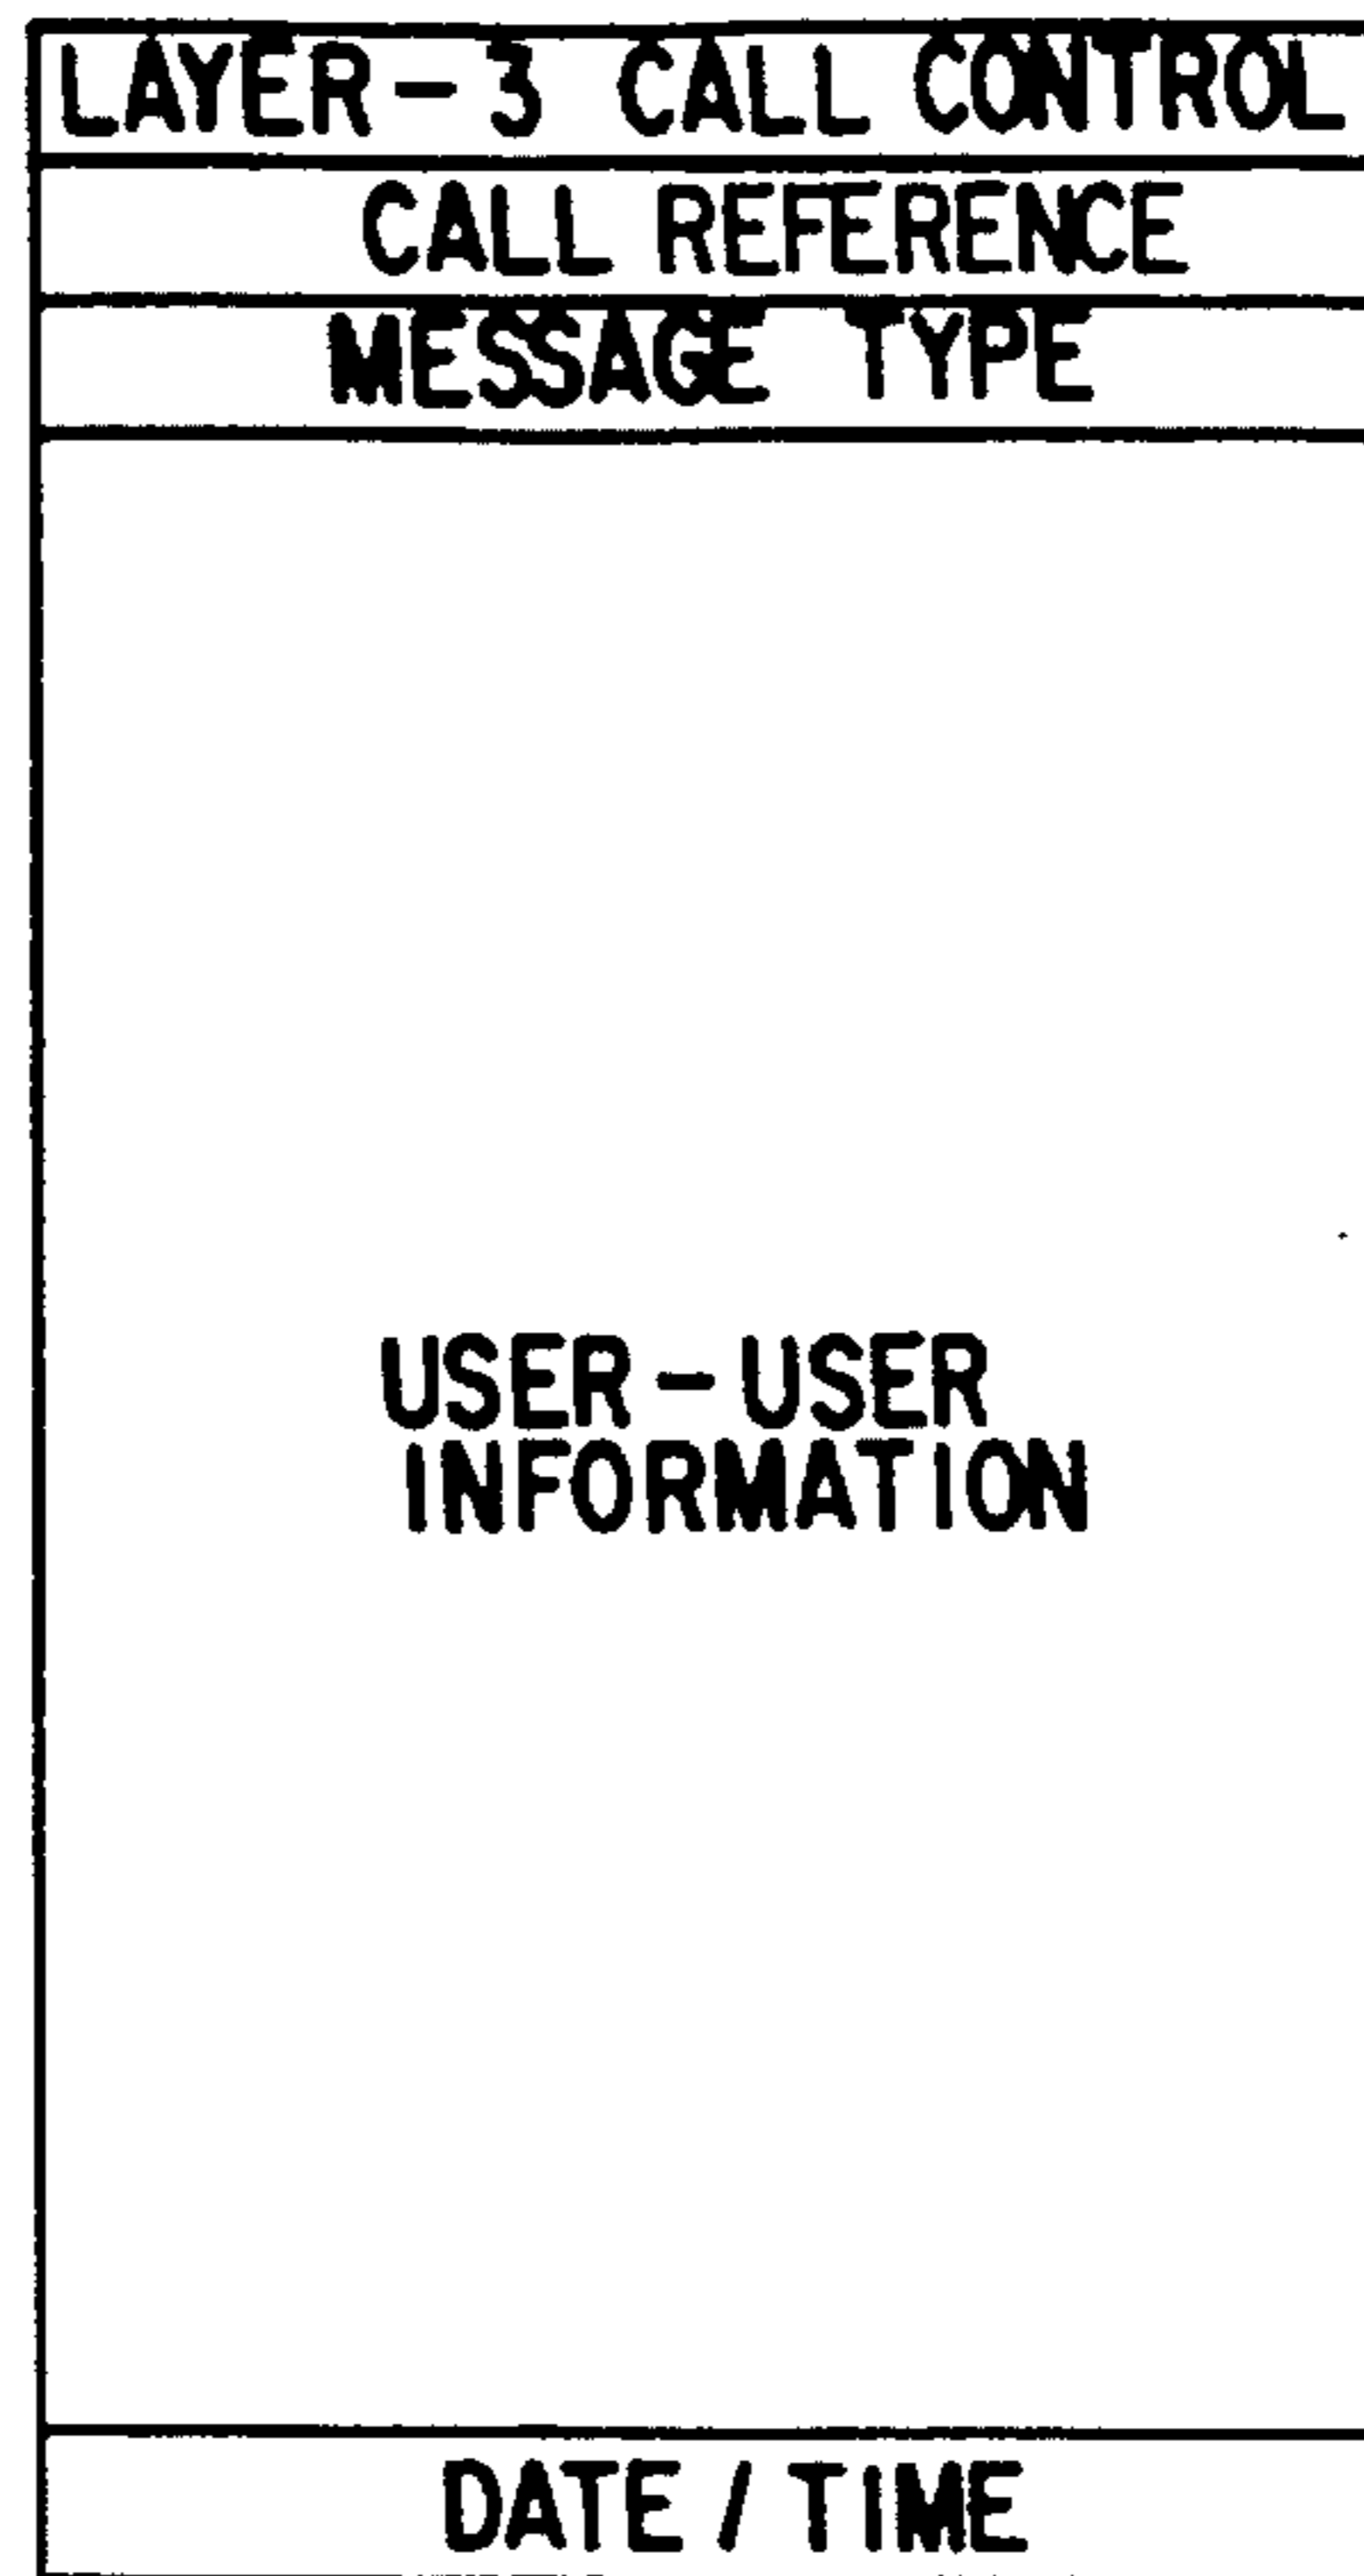 LAYER-3 CALL CONTROL
CALL REFERENCE
MESSAGE TYPE
USER-USER
INFORMATION
DATE/TIME